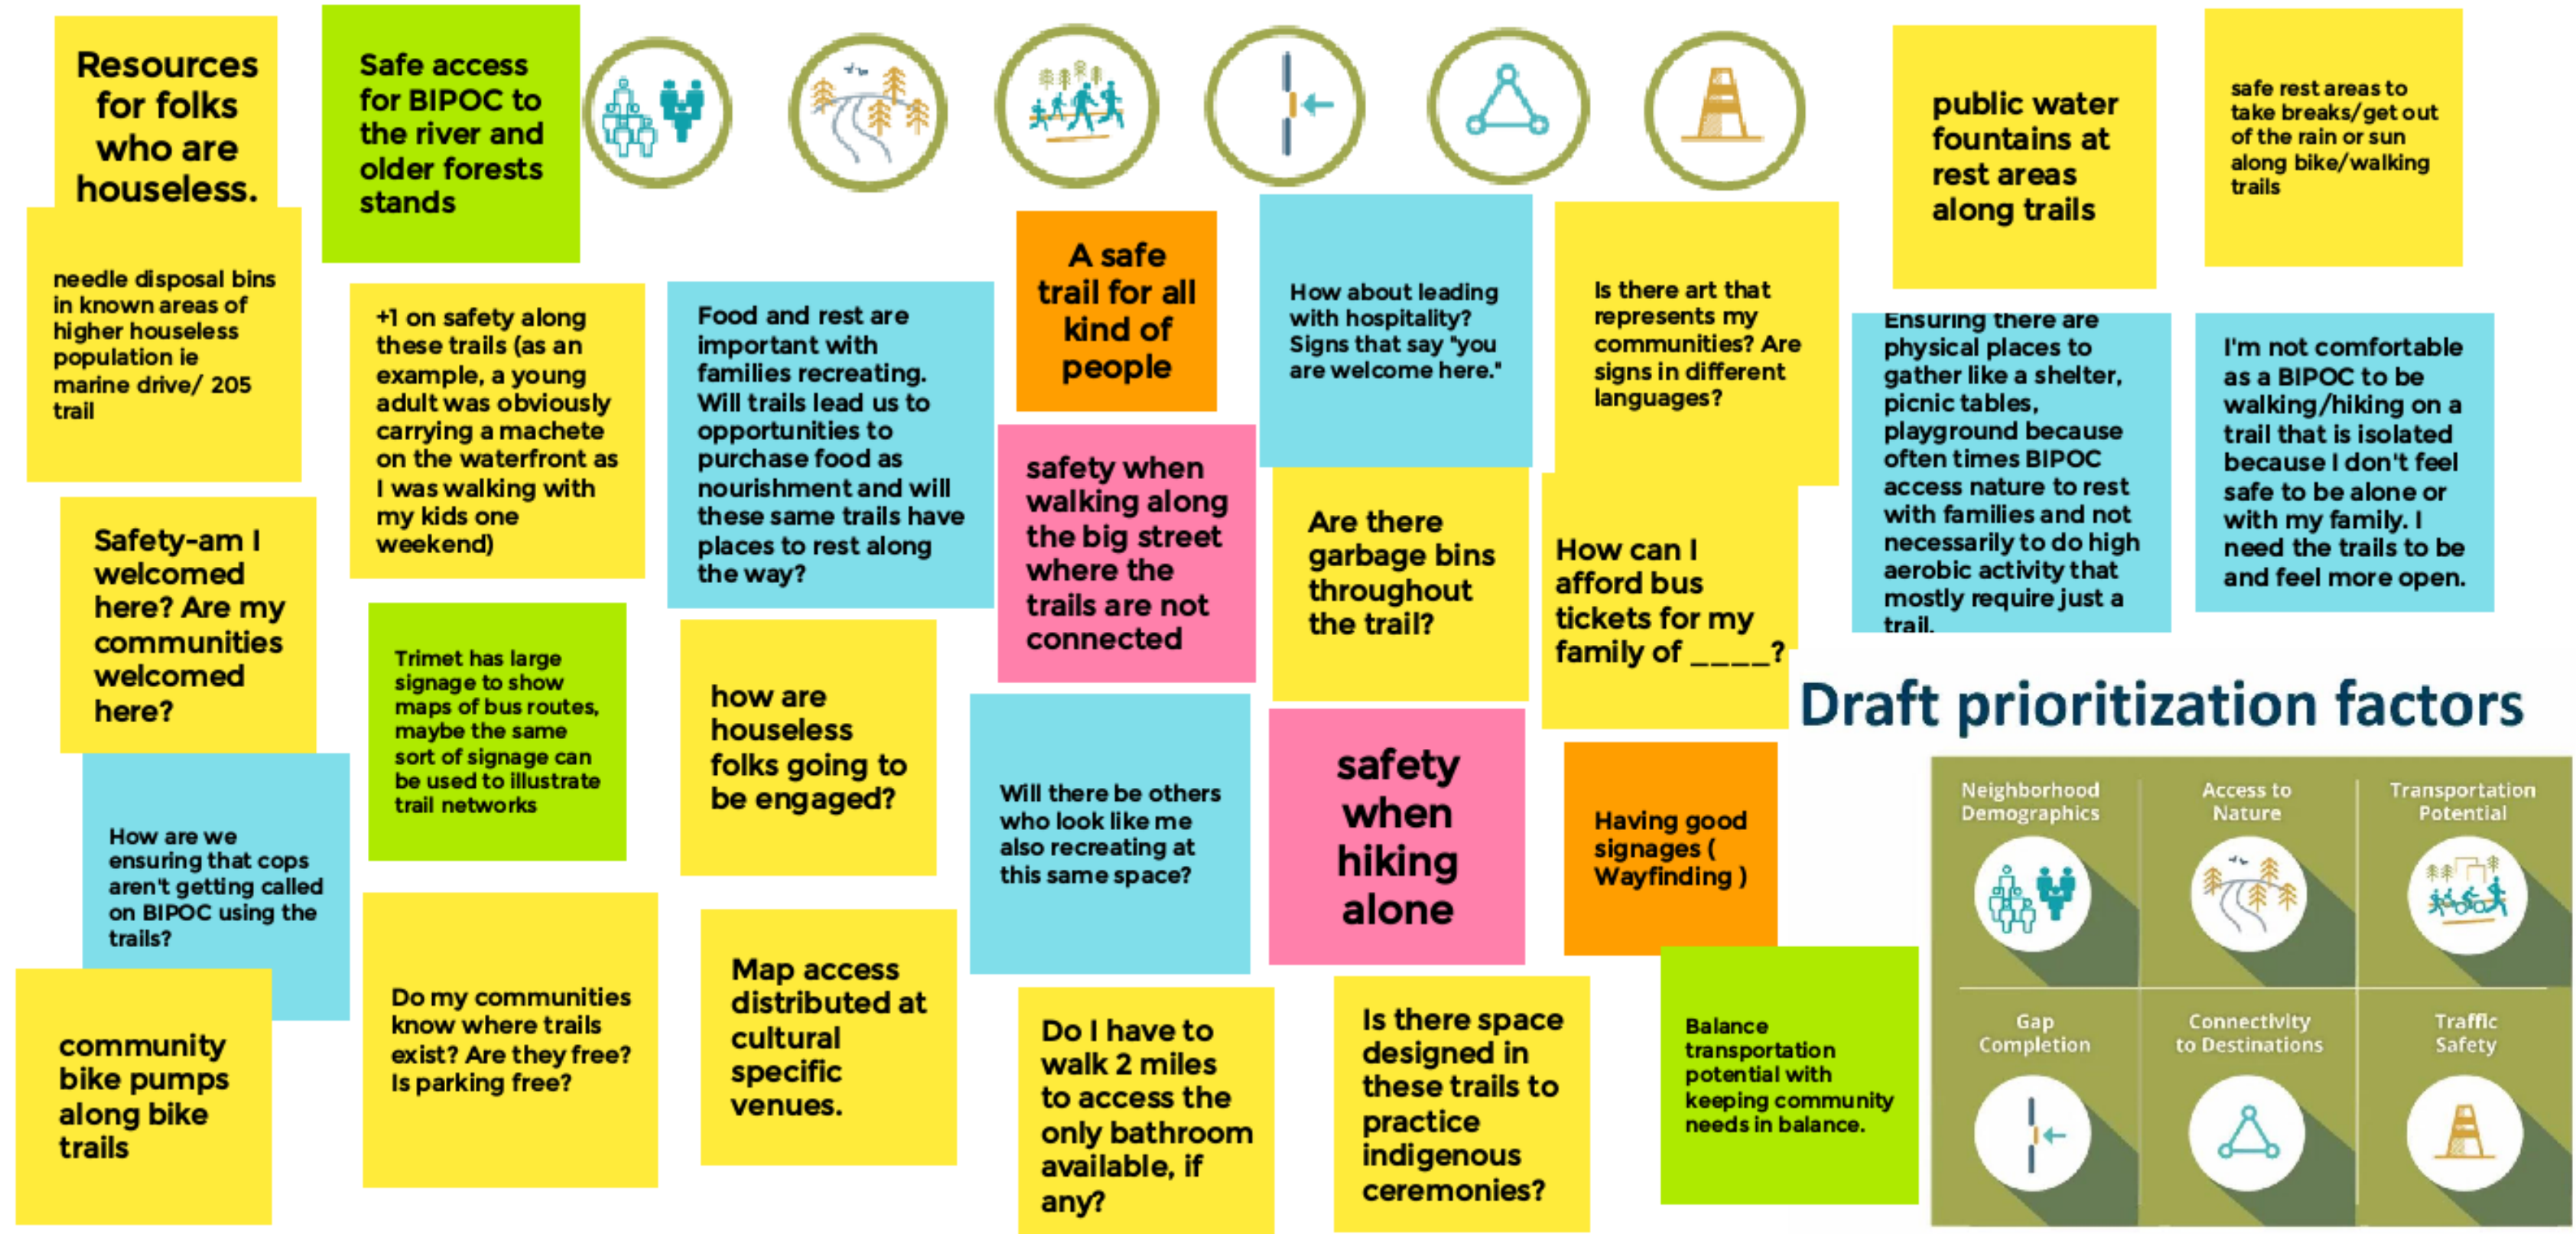 Resources
for folks
who are
houseless.
Safe access
for BIPOC to
the river and
older forests
stands
public water
fountains at
rest areas
along trails
safe rest areas to
take breaks/get out
of the rain or sun
along bike/walking
trails
needle disposal bins
in known areas of
higher houseless
population ie
marine drive/ 205
trail
+1 on safety along
these trails (as an
example, a young
adult was obviously
carrying a machete
on the waterfront as
I was walking with
my kids one
weekend)
Food and rest are
important with
families recreating.
Will trails lead us to
opportunities to
purchase food as
nourishment and will
these same trails have
places to rest along
the way?
A safe
trail for all
kind of
people
How about leading
with hospitality?
Signs that say "you
are welcome here."
Is there art that
represents my
communities? Are
signs in different
languages?
Ensuring there are
physical places to
gather like a shelter,
picnic tables,
playground because
often times BIPOC
access nature to rest
with families and not
necessarily to do high
aerobic activity that
mostly require just a
trail.
I'm not comfortable
as a BIPOC to be
walking/hiking on a
trail that is isolated
because I don't feel
safe to be alone or
with my family. I
need the trails to be
and feel more open.
safety when
walking along
the big street
where the
trails are not
connected
Are there
garbage bins
throughout
the trail?
How can I
afford bus
tickets for my
family of ____?
Safety-am I
welcomed
here? Are my
communities
welcomed
here?
Trimet has large
signage to show
maps of bus routes,
maybe the same
sort of signage can
be used to illustrate
trail networks
how are
houseless
folks going to
be engaged?
Will there be others
who look like me
also recreating at
this same space?
safety
when
hiking
alone
Having good
signages (
Wayfinding )
How are we
ensuring that cops
aren't getting called
on BIPOC using the
trails?
community
bike pumps
along bike
trails
Do my communities
know where trails
exist? Are they free?
Is parking free?
Map access
distributed at
cultural
specific
venues.
Do I have to
walk 2 miles
to access the
only bathroom
available, if
any?
Is there space
designed in
these trails to
practice
indigenous
ceremonies?
Balance
transportation
potential with
keeping community
needs in balance.
Draft prioritization factors
Neighborhood
Demographics
Access to
Nature
Transportation
Potential
Gap
Completion
Connectivity
to Destinations
Traffic
Safety